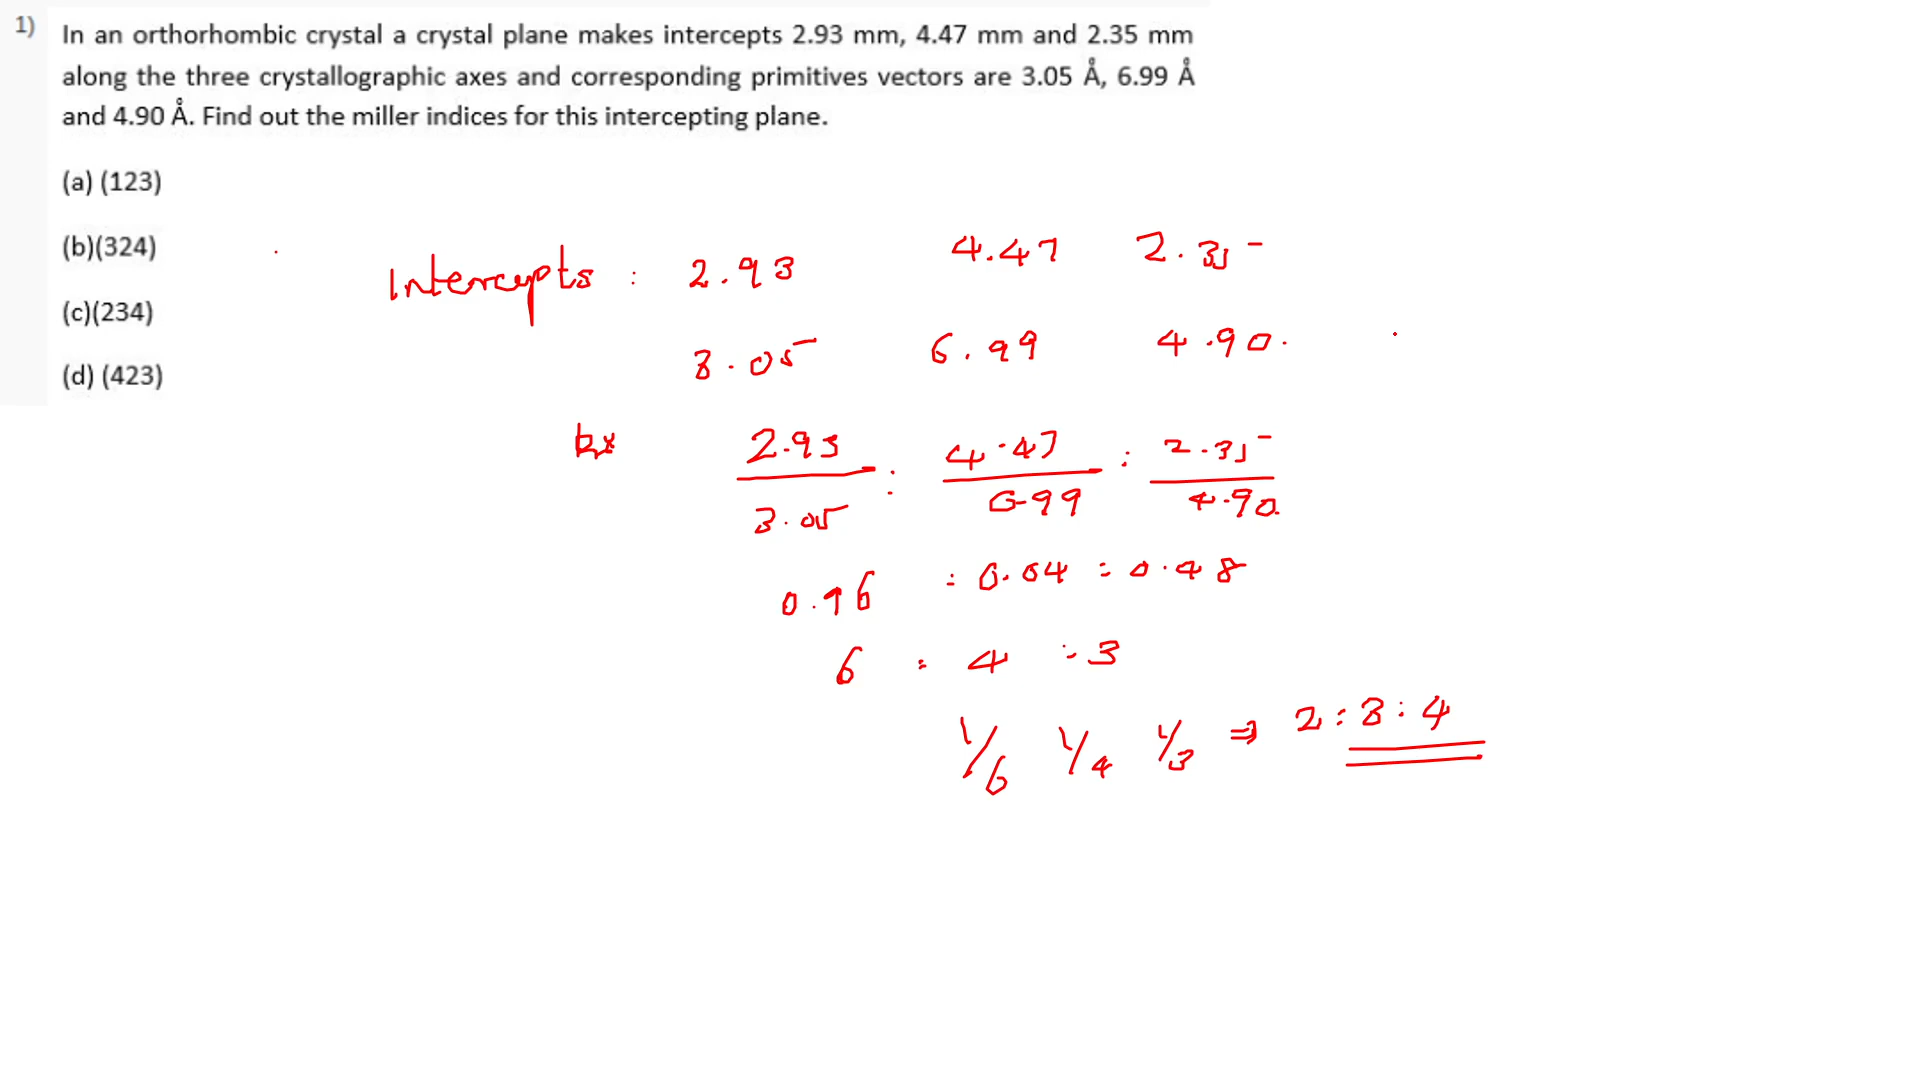 1) In an orthorhombic crystal a crystal plane makes intercepts 2.93 mm, 4.47 mm and 2.35 mm
along the three crystallographic axes and corresponding primitives vectors are 3.05 Å, 6.99 Å
and 4.90 Å. Find out the miller indices for this intercepting plane.
(a) (123)
(b)(324)
(c)(234)
(d) (423)
Intercepts : 2.93 4.47 2.35
3.05 6.99 4.90.
2.93/3.05 : 4.47/6.99 : 2.35/4.90
0.96 : 0.64 : 0.48
6 : 4 : 3
1/6 1/4 1/3 ⇒ 2 : 3 : 4